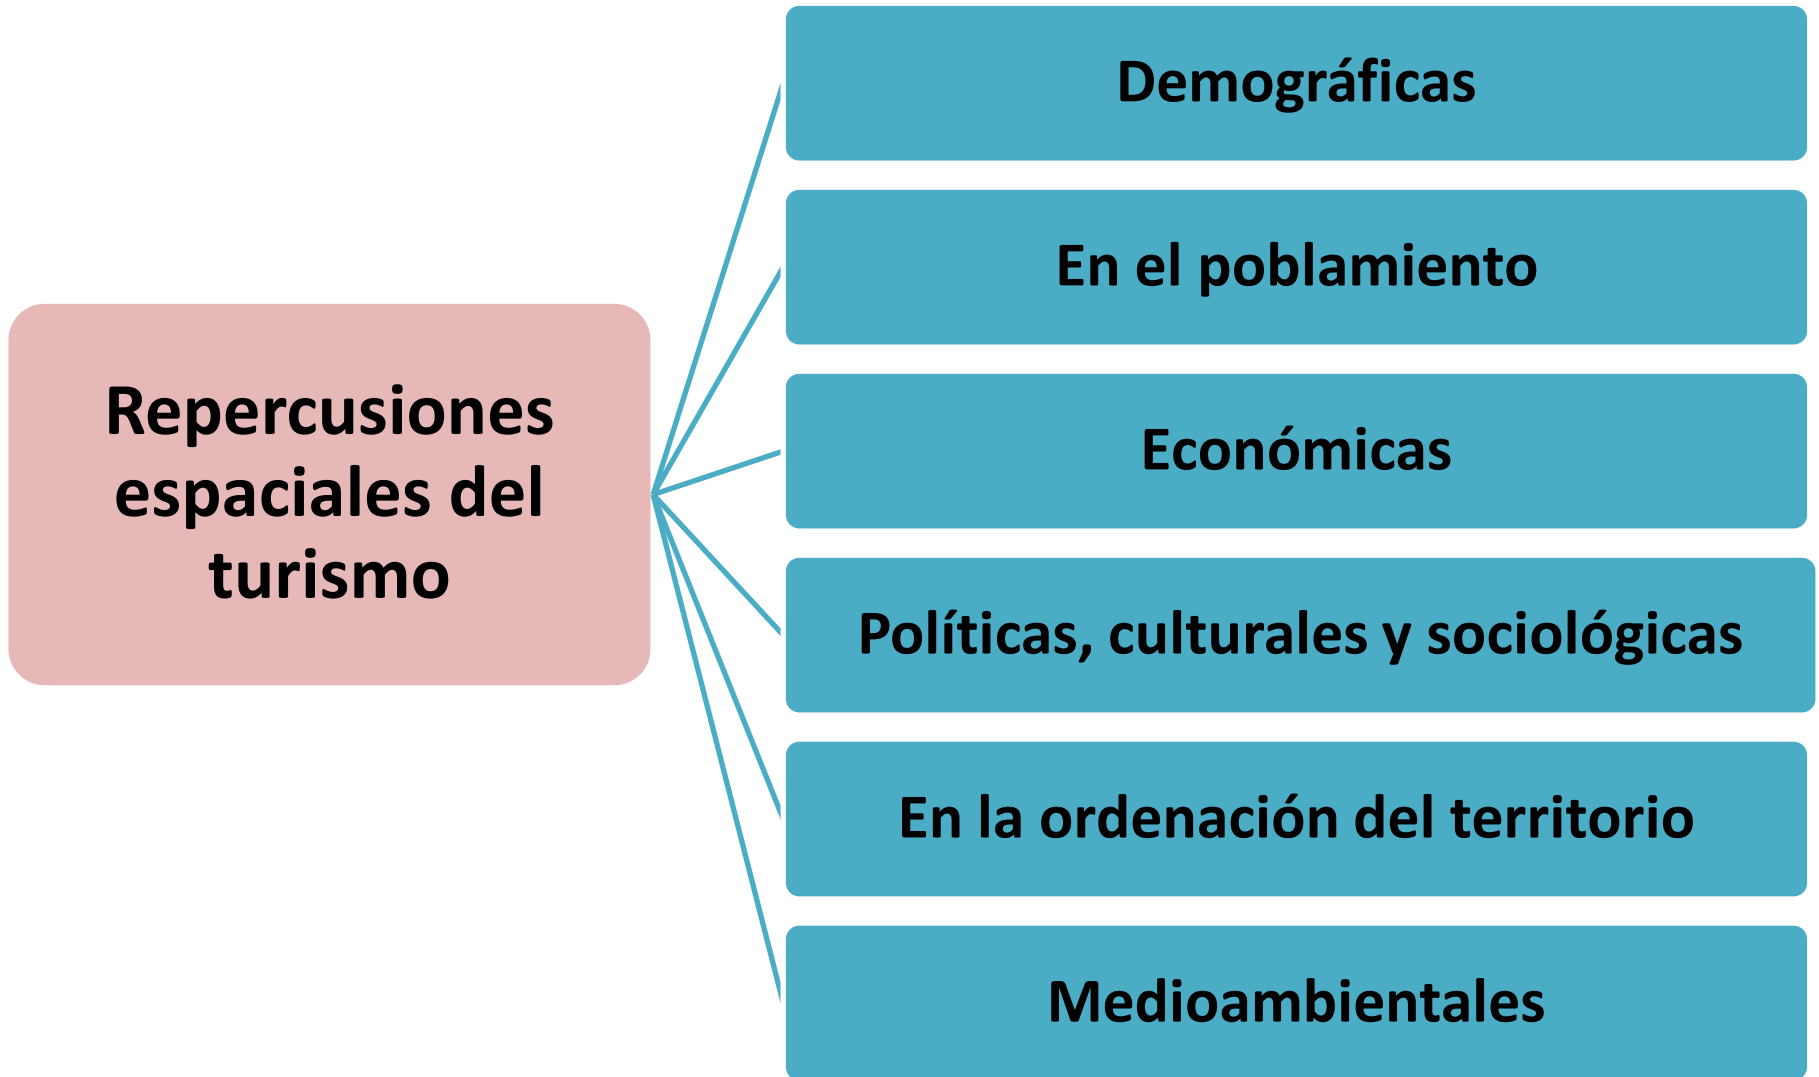 Repercusiones
espaciales del
turismo
Demográficas
En el poblamiento
Económicas
Políticas, culturales y sociológicas
En la ordenación del territorio
Medioambientales